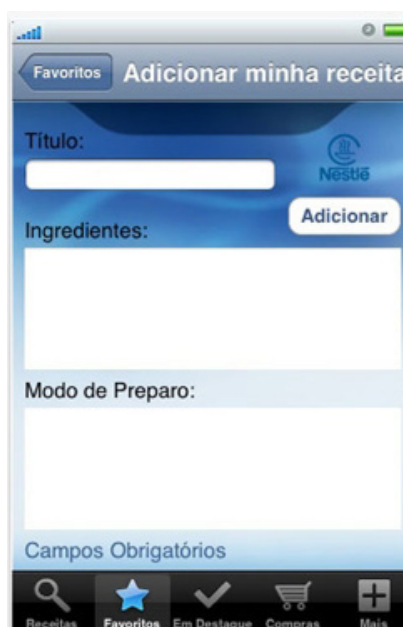 Favoritos Adicionar minha receita
Título:
Nestlé
Adicionar
Ingredientes:
Modo de Preparo:
Campos Obrigatórios
Receitas Favoritos Em Destaque Compras Mais